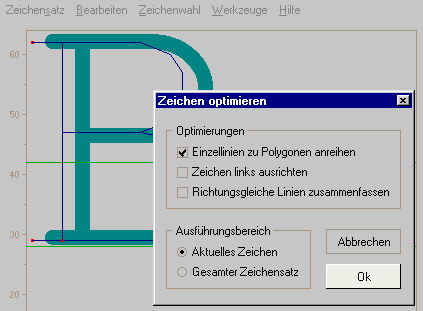 Zeichensatz Bearbeiten Zeichenwahl Werkzeuge Hilfe
60
50
40
30
20
Zeichen optimieren
Optimierungen
Einzellinien zu Polygonen anreihen
Zeichen links ausrichten
Richtungsgleiche Linien zusammenfassen
Ausführungsbereich
Aktuelles Zeichen
Gesamter Zeichensatz
Abbrechen
Ok